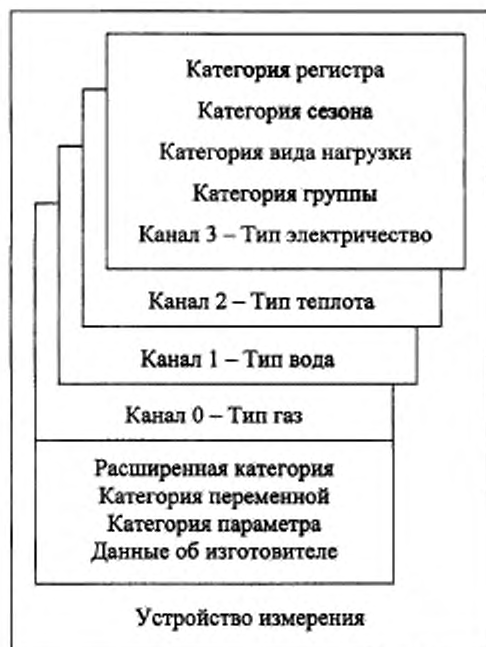 Категория регистра
Категория сезона
Категория вида нагрузки
Категория группы
Канал 3 – Тип электричество
Канал 2 – Тип теплота
Канал 1 – Тип вода
Канал 0 – Тип газ
Расширенная категория
Категория переменной
Категория параметра
Данные об изготовителе
Устройство измерения